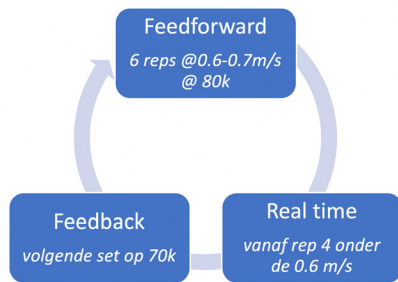 Feedforward
6 reps @0.6-0.7m/s
@ 80k
Real time
vanaf rep 4 onder
de 0.6 m/s
Feedback
volgende set op 70k